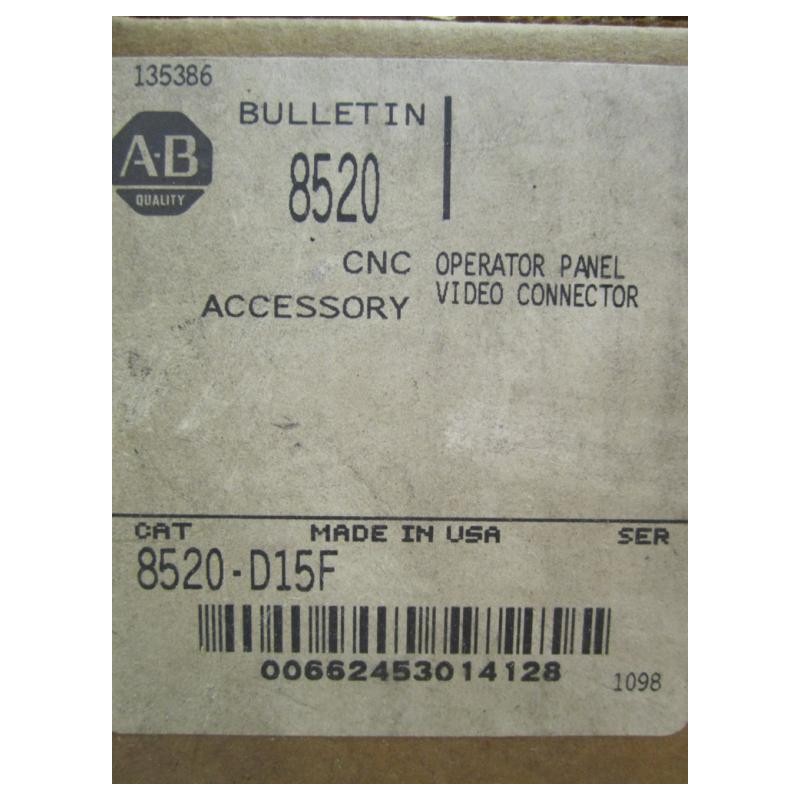 135386
A-B
QUALITY
BULLETIN
8520
CNC
ACCESSORY
OPERATOR PANEL
VIDEO CONNECTOR
CAT MADE IN USA SER
8520-D15F
00662453014128
1098